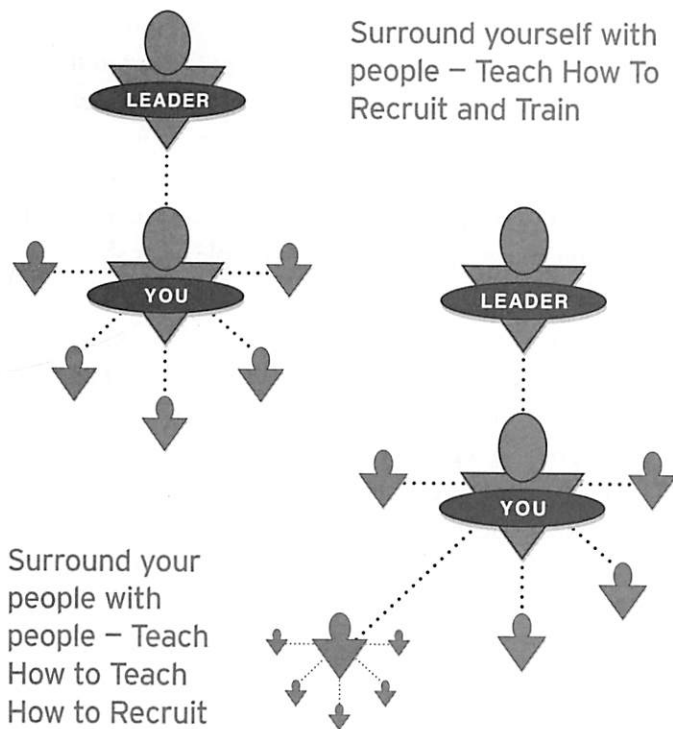 Surround yourself with
people – Teach How To
Recruit and Train
LEADER
YOU
LEADER
YOU
Surround your
people with
people – Teach
How to Teach
How to Recruit